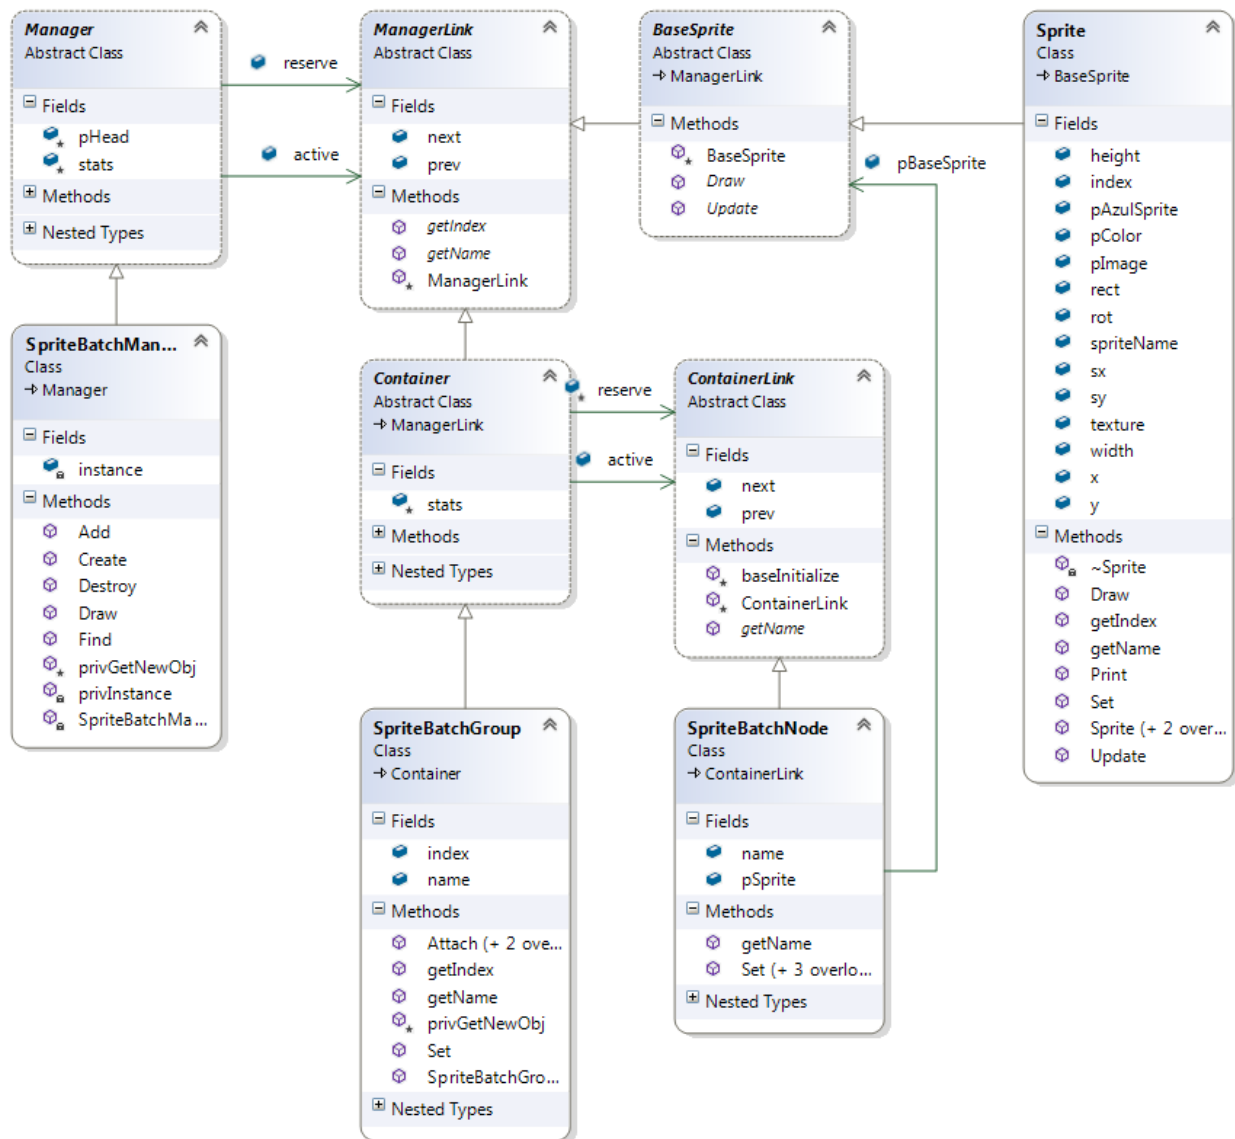 Manager
Abstract Class
Fields
pHead
stats
Methods
Nested Types
reserve
active
ManagerLink
Abstract Class
Fields
next
prev
Methods
getIndex
getName
ManagerLink
BaseSprite
Abstract Class
ManagerLink
Methods
BaseSprite
Draw
Update
pBaseSprite
Sprite
Class
BaseSprite
Fields
height
index
pAzulSprite
pColor
pImage
rect
rot
spriteName
sx
sy
texture
width
x
y
Methods
~Sprite
Draw
getIndex
getName
Print
Set
Sprite (+ 2 over...
Update
SpriteBatchMan...
Class
Manager
Fields
instance
Methods
Add
Create
Destroy
Draw
Find
privGetNewObj
privInstance
SpriteBatchMa...
Container
Abstract Class
ManagerLink
Fields
stats
Methods
Nested Types
reserve
active
ContainerLink
Abstract Class
Fields
next
prev
Methods
baseInitialize
ContainerLink
getName
SpriteBatchGroup
Class
Container
Fields
index
name
Methods
Attach (+ 2 ove...
getIndex
getName
privGetNewObj
Set
SpriteBatchGro...
Nested Types
SpriteBatchNode
Class
ContainerLink
Fields
name
pSprite
Methods
getName
Set (+ 3 overlo...
Nested Types